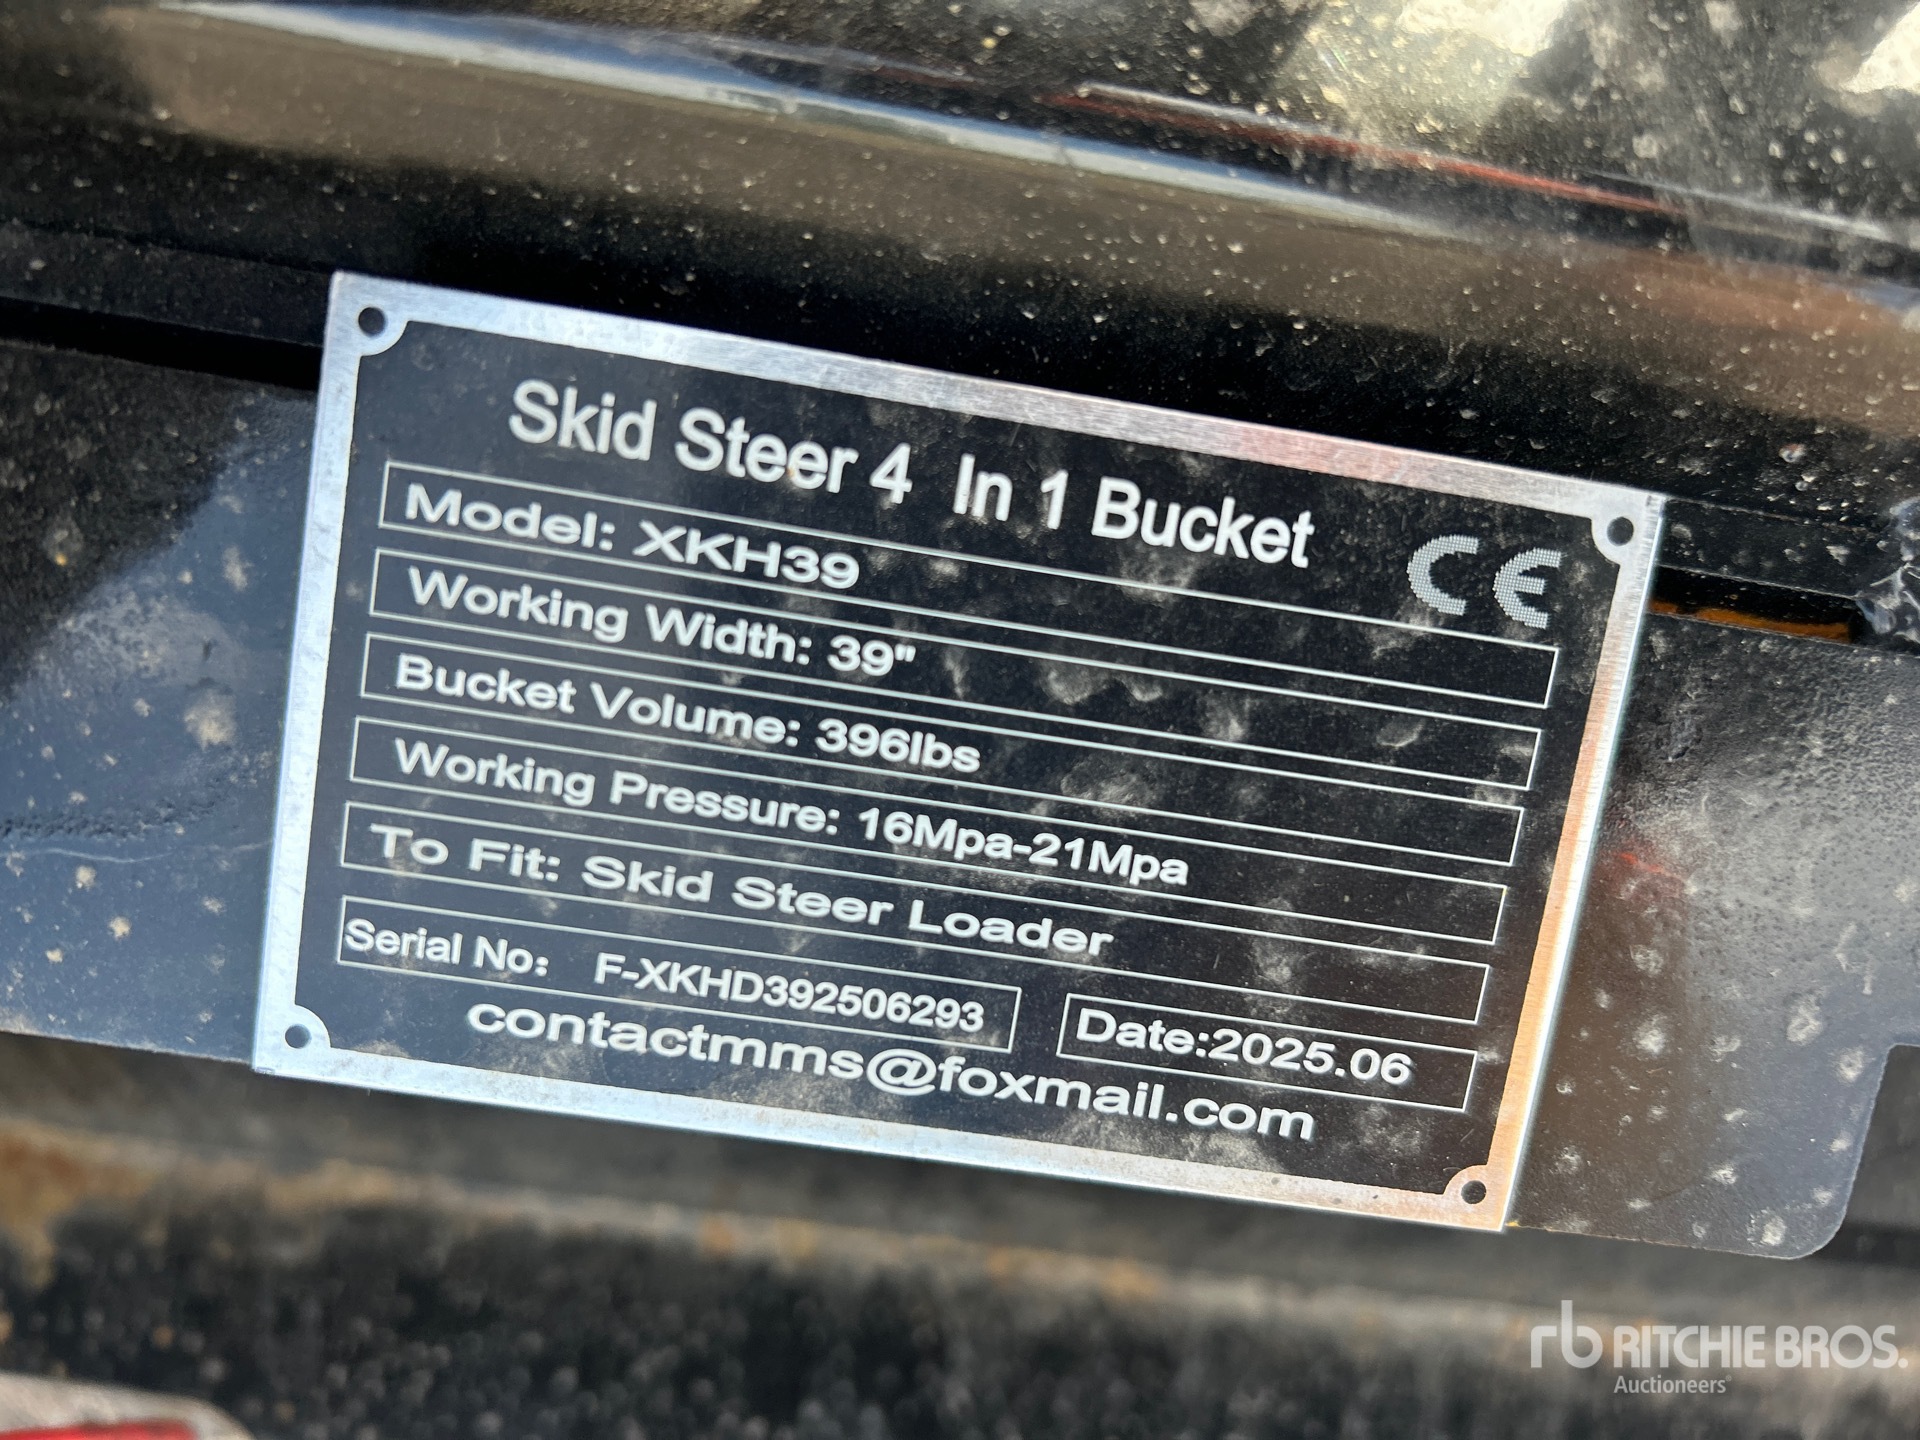 Skid Steer 4 In 1 Bucket
CE
Model: XKH39
Working Width: 39"
Bucket Volume: 396lbs
Working Pressure: 16Mpa-21Mpa
To Fit: Skid Steer Loader
Serial No: F-XKHD392506293
Date:2025.06
contactmms@foxmail.com
rb RITCHIE BROS.
Auctioneers